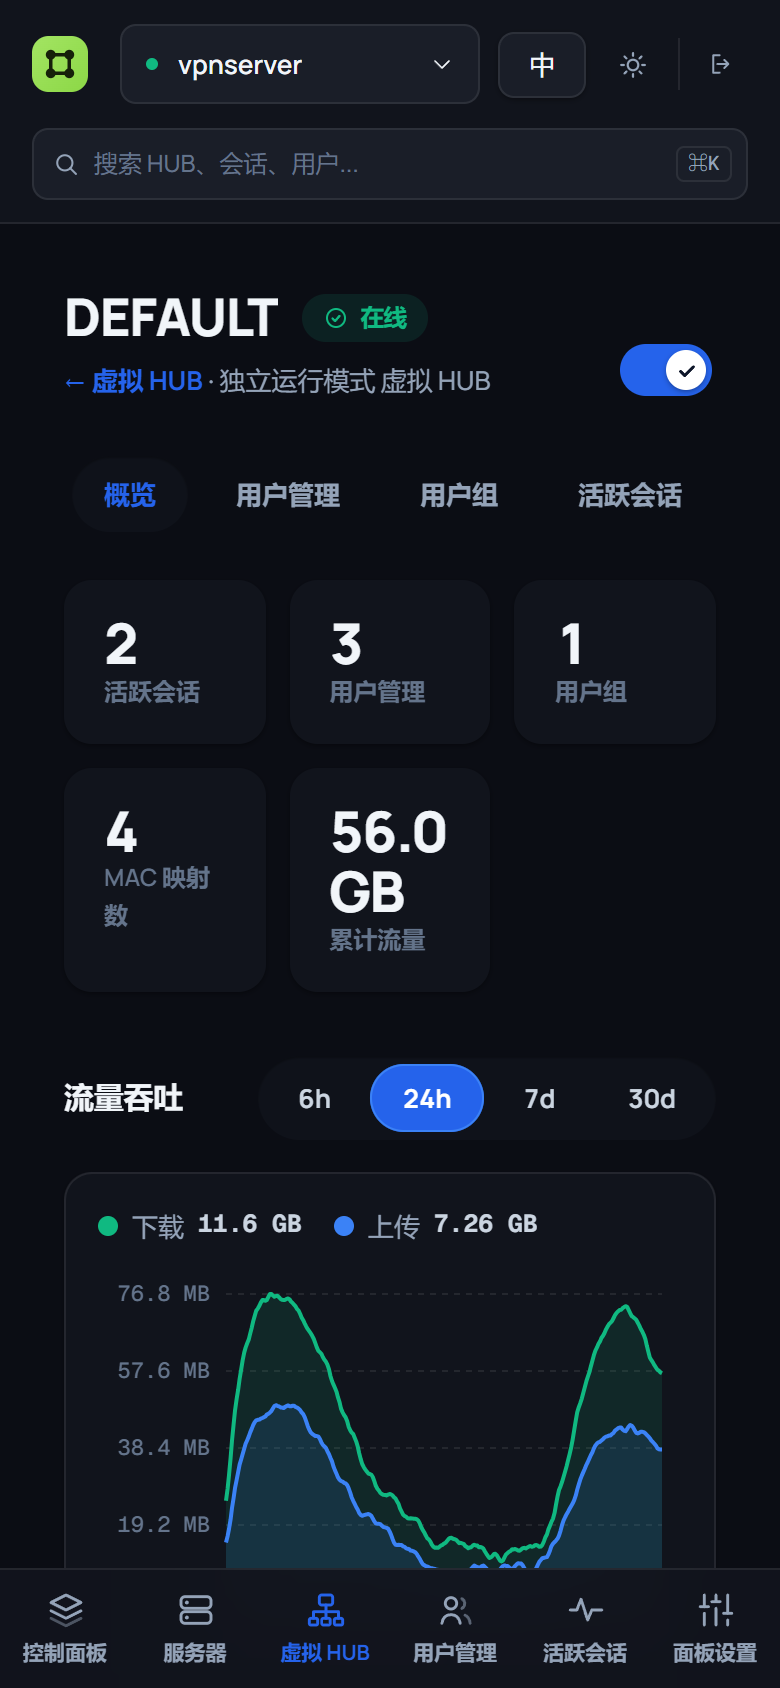 vpnserver
中
搜索 HUB、会话、用户...
⌘K
DEFAULT
在线
← 虚拟 HUB · 独立运行模式 虚拟 HUB
概览 用户管理 用户组 活跃会话
2
活跃会话
3
用户管理
1
用户组
4
MAC 映射
数
56.0
GB
累计流量
流量吞吐
6h 24h 7d 30d
下载 11.6 GB 上传 7.26 GB
76.8 MB
57.6 MB
38.4 MB
19.2 MB
控制面板 服务器 虚拟 HUB 用户管理 活跃会话 面板设置